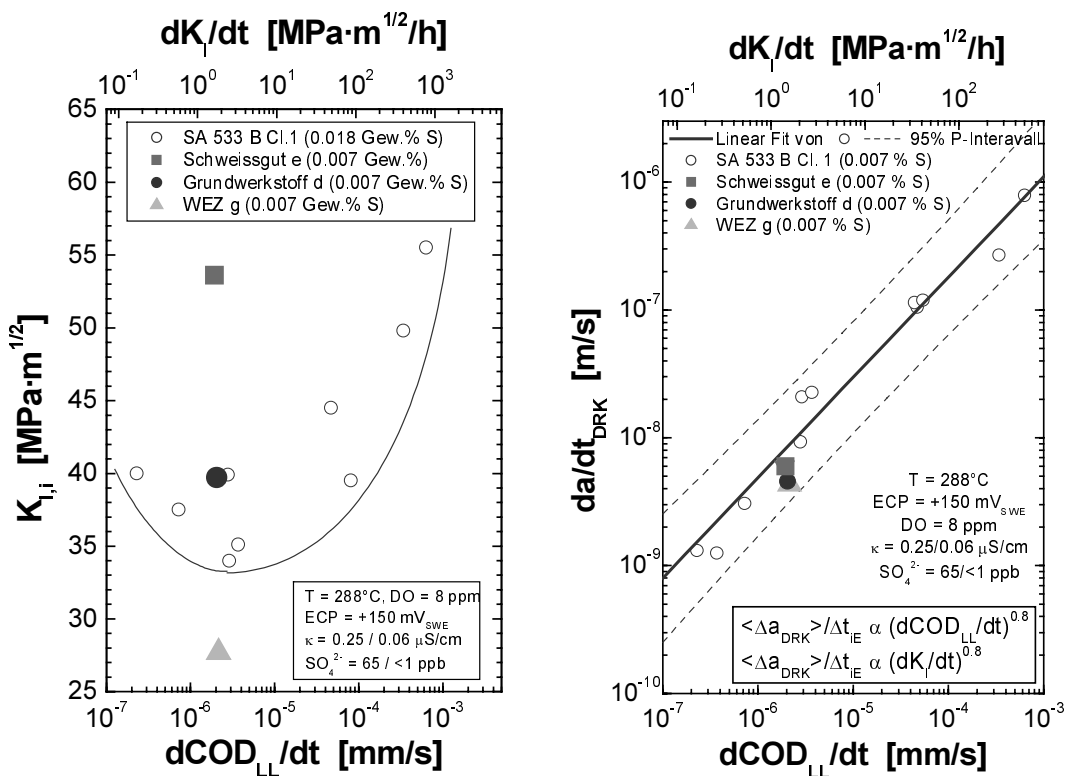 dK_I/dt [MPa·m^1/2/h]
10^-1 10^0 10^1 10^2 10^3
65
60
55
50
45
40
35
30
25
K_I,i [MPa·m^1/2]
SA 533 B Cl.1 (0.018 Gew.% S)
Schweissgut e (0.007 Gew.%)
Grundwerkstoff d (0.007 Gew.% S)
WEZ g (0.007 Gew.% S)
T = 288°C, DO = 8 ppm
ECP = +150 mV_SWE
κ = 0.25 / 0.06 µS/cm
SO_4^2- = 65 / <1 ppb
10^-7 10^-6 10^-5 10^-4 10^-3
dCOD_LL/dt [mm/s]
dK_I/dt [MPa·m^1/2/h]
10^-1 10^0 10^1 10^2
Linear Fit von 95% P-Interavall
SA 533 B Cl.1 (0.007 % S)
Schweissgut e (0.007 % S)
Grundwerkstoff d (0.007 % S)
WEZ g (0.007 % S)
10^-6
10^-7
10^-8
10^-9
10^-10
da/dt_DRK [m/s]
T = 288°C
ECP = +150 mV_SWE
DO = 8 ppm
κ = 0.25/0.06 µS/cm
SO_4^2- = 65/<1 ppb
<Δa_DRK>/Δt_iE α (dCOD_LL/dt)^0.8
<Δa_DRK>/Δt_iE α (dK_I/dt)^0.8
10^-7 10^-6 10^-5 10^-4 10^-3
dCOD_LL/dt [mm/s]